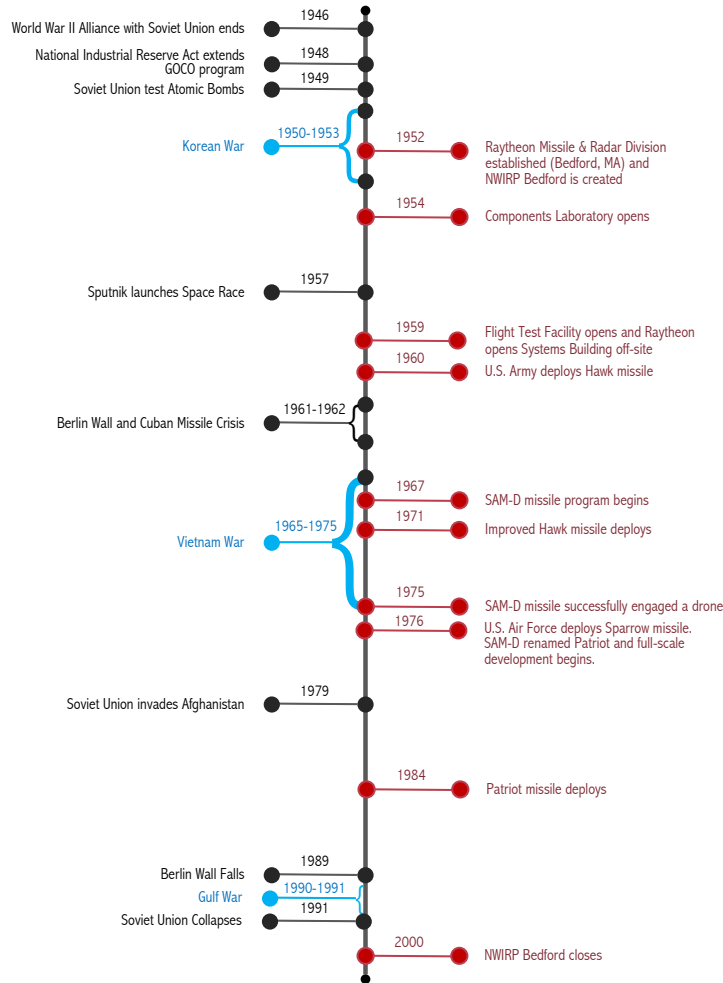 1946
World War II Alliance with Soviet Union ends
1948
National Industrial Reserve Act extends
GOCO program
1949
Soviet Union test Atomic Bombs
1950-1953
Korean War
1952
Raytheon Missile & Radar Division
established (Bedford, MA) and
NWIRP Bedford is created
1954
Components Laboratory opens
1957
Sputnik launches Space Race
1959
Flight Test Facility opens and Raytheon
opens Systems Building off-site
1960
U.S. Army deploys Hawk missile
1961-1962
Berlin Wall and Cuban Missile Crisis
1965-1975
Vietnam War
1967
SAM-D missile program begins
1971
Improved Hawk missile deploys
1975
SAM-D missile successfully engaged a drone
1976
U.S. Air Force deploys Sparrow missile.
SAM-D renamed Patriot and full-scale
development begins.
1979
Soviet Union invades Afghanistan
1984
Patriot missile deploys
1989
Berlin Wall Falls
1990-1991
Gulf War
1991
Soviet Union Collapses
2000
NWIRP Bedford closes